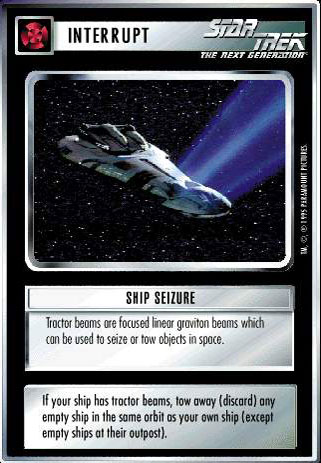 INTERRUPT
STAR TREK
THE NEXT GENERATION
TM, ©, ® 1995 PARAMOUNT PICTURES.
SHIP SEIZURE
Tractor beams are focused linear graviton beams which
can be used to seize or tow objects in space.
If your ship has tractor beams, tow away (discard) any
empty ship in the same orbit as your own ship (except
empty ships at their outpost).